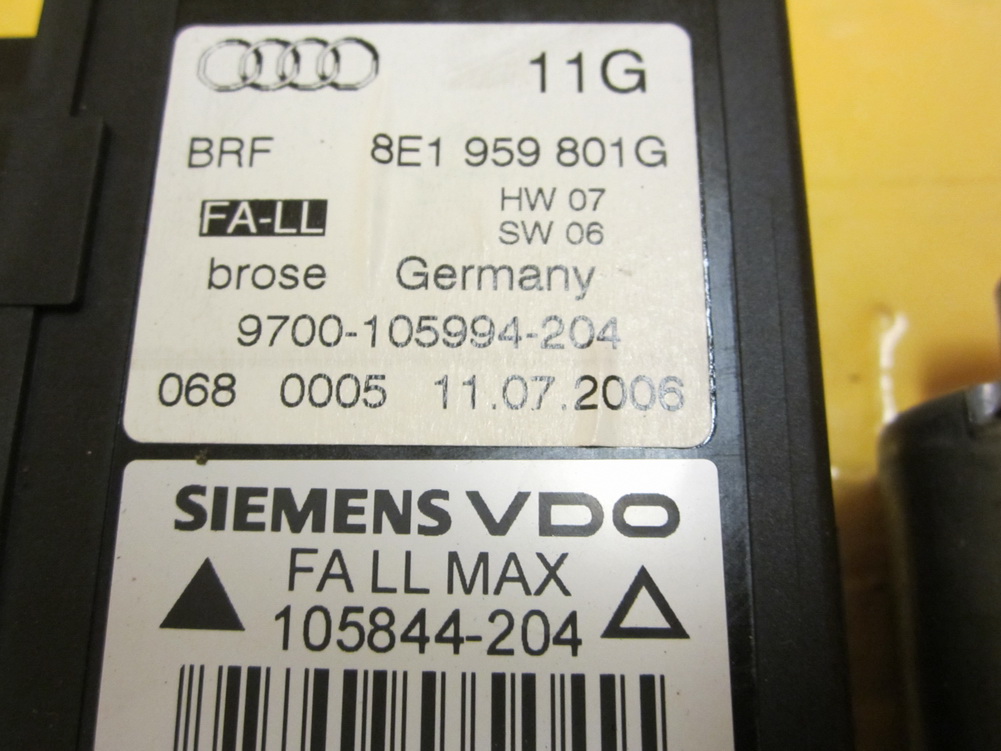 11G
BRF 8E1 959 801G
FA-LL HW 07
SW 06
brose Germany
9700-105994-204
068 0005 11.07.2006
SIEMENS VDO
FA LL MAX
105844-204